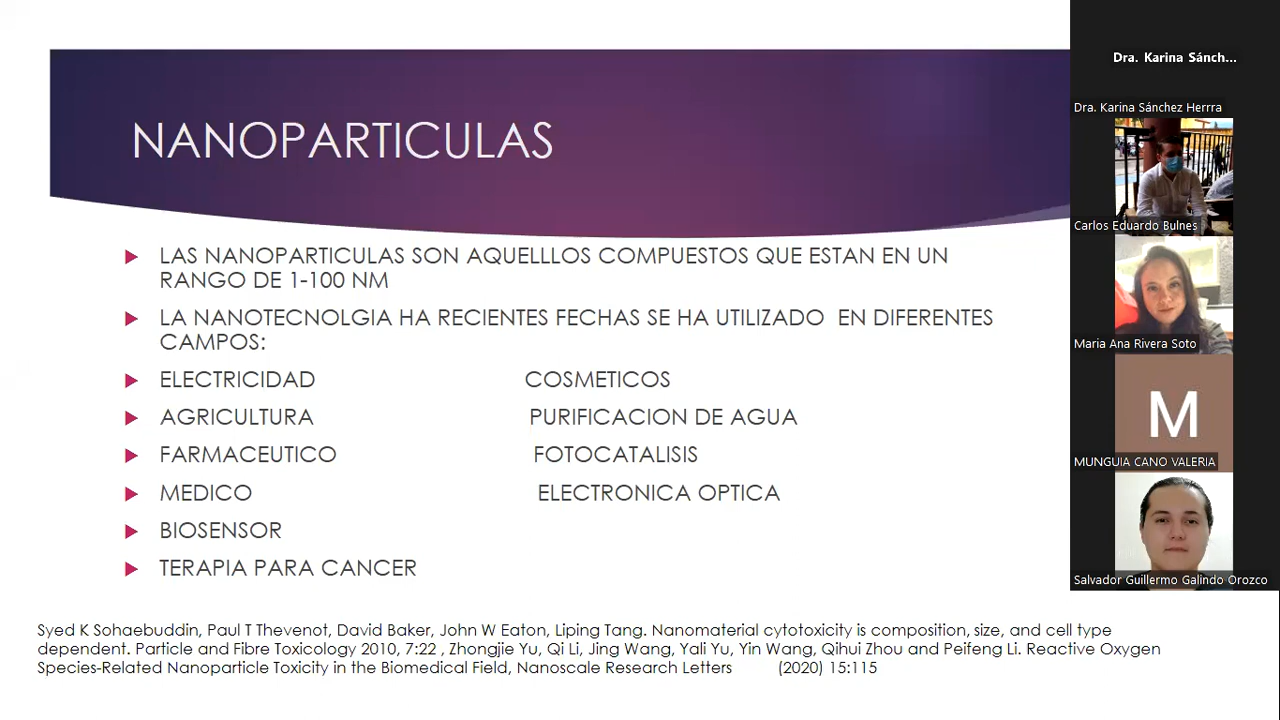 NANOPARTICULAS
LAS NANOPARTICULAS SON AQUELLLOS COMPUESTOS QUE ESTAN EN UN
RANGO DE 1-100 NM
LA NANOTECNOLGIA HA RECIENTES FECHAS SE HA UTILIZADO EN DIFERENTES
CAMPOS:
ELECTRICIDAD COSMETICOS
AGRICULTURA PURIFICACION DE AGUA
FARMACEUTICO FOTOCATALISIS
MEDICO ELECTRONICA OPTICA
BIOSENSOR
TERAPIA PARA CANCER
Syed K Sohaebuddin, Paul T Thevenot, David Baker, John W Eaton, Liping Tang. Nanomaterial cytotoxicity is composition, size, and cell type
dependent. Particle and Fibre Toxicology 2010, 7:22 , Zhongjie Yu, Qi Li, Jing Wang, Yali Yu, Yin Wang, Qihui Zhou and Peifeng Li. Reactive Oxygen
Species-Related Nanoparticle Toxicity in the Biomedical Field, Nanoscale Research Letters (2020) 15:115
Dra. Karina Sánch...
Dra. Karina Sánchez Herrra
Carlos Eduardo Bulnes
Maria Ana Rivera Soto
M
MUNGUIA CANO VALERIA
Salvador Guillermo Galindo Orozco